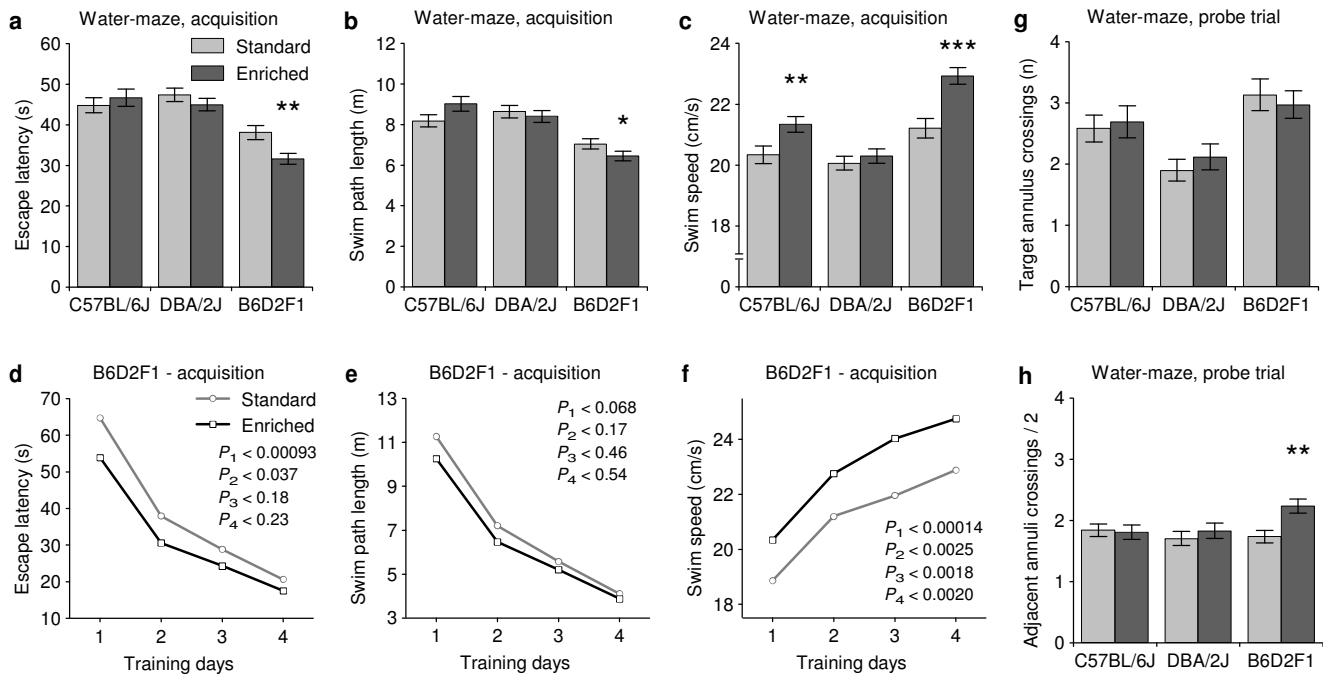 a
Water-maze, acquisition
Standard
Enriched
Escape latency (s)
60
50
40
30
20
10
0
**
C57BL/6J DBA/2J B6D2F1
b
Water-maze, acquisition
Swim path length (m)
12
10
8
6
4
2
0
*
C57BL/6J DBA/2J B6D2F1
c
Water-maze, acquisition
Swim speed (cm/s)
24
22
20
0
**
***
C57BL/6J DBA/2J B6D2F1
g
Water-maze, probe trial
Target annulus crossings (n)
4
3
2
1
0
C57BL/6J DBA/2J B6D2F1
d
B6D2F1 - acquisition
Standard
Enriched
P1 < 0.00093
P2 < 0.037
P3 < 0.18
P4 < 0.23
Escape latency (s)
70
60
50
40
30
20
10
1 2 3 4
Training days
e
B6D2F1 - acquisition
P1 < 0.068
P2 < 0.17
P3 < 0.46
P4 < 0.54
Swim path length (m)
13
11
9
7
5
3
1 2 3 4
Training days
f
B6D2F1 - acquisition
Swim speed (cm/s)
24
22
20
18
P1 < 0.00014
P2 < 0.0025
P3 < 0.0018
P4 < 0.0020
1 2 3 4
Training days
h
Water-maze, probe trial
Adjacent annuli crossings / 2
4
3
2
1
0
**
C57BL/6J DBA/2J B6D2F1